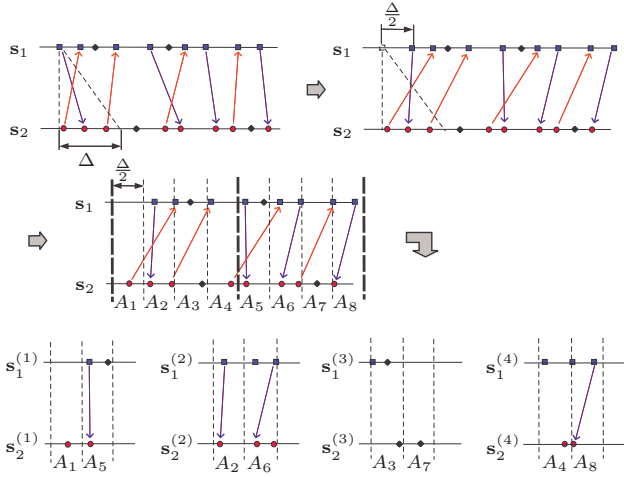 Δ/2
s₁ s₁
s₂ s₂
Δ
Δ/2
s₁
s₂
A₁ A₂ A₃ A₄ A₅ A₆ A₇ A₈
s₁⁽¹⁾ s₁⁽²⁾ s₁⁽³⁾ s₁⁽⁴⁾
s₂⁽¹⁾ s₂⁽²⁾ s₂⁽³⁾ s₂⁽⁴⁾
A₁ A₅ A₂ A₆ A₃ A₇ A₄ A₈